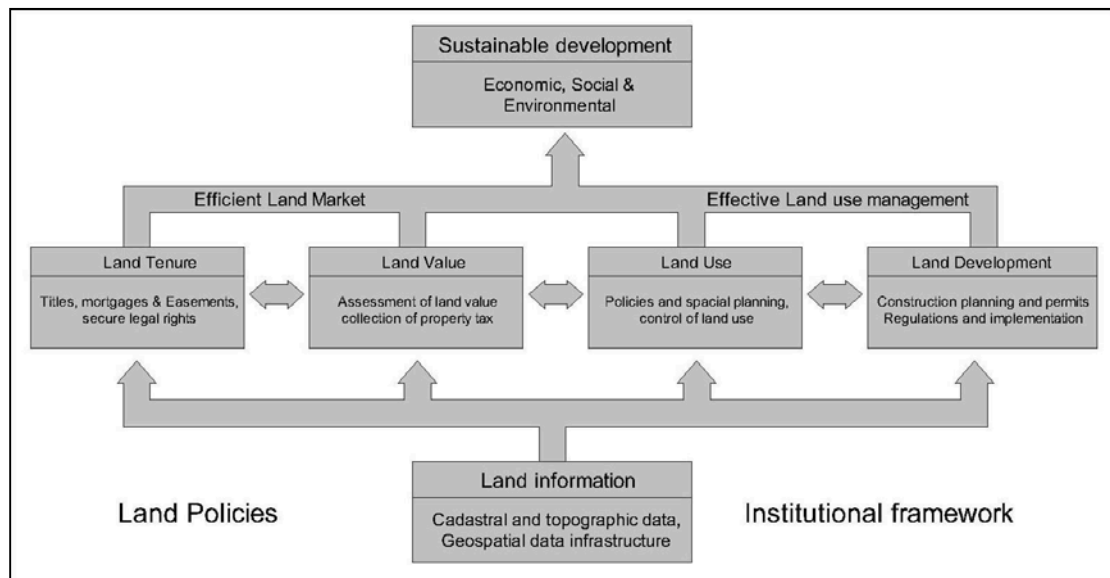 Sustainable development
Economic, Social &
Environmental
Efficient Land Market
Effective Land use management
Land Tenure
Titles, mortgages & Easements,
secure legal rights
Land Value
Assessment of land value
collection of property tax
Land Use
Policies and spacial planning,
control of land use
Land Development
Construction planning and permits
Regulations and implementation
Land information
Cadastral and topographic data,
Geospatial data infrastructure
Land Policies
Institutional framework